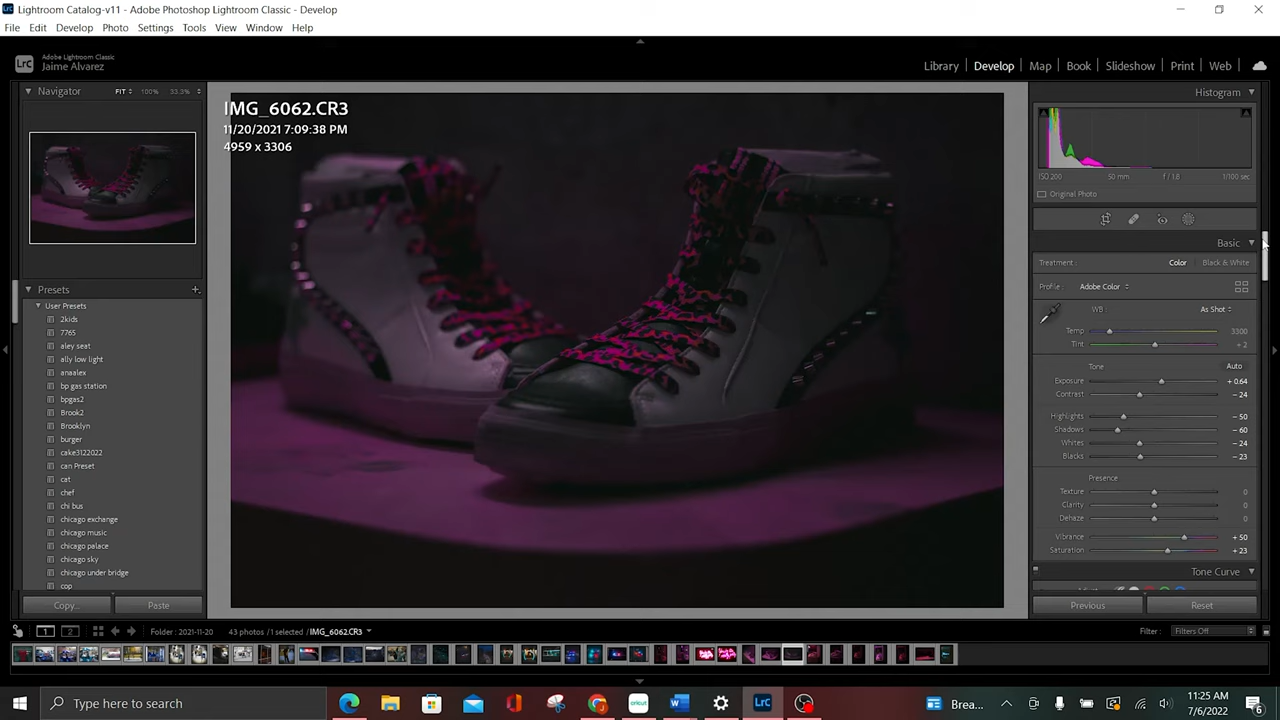 Lightroom Catalog-v11 - Adobe Photoshop Lightroom Classic - Develop
File Edit Develop Photo Settings Tools View Window Help
LrC
Adobe Lightroom Classic
Jaime Alvarez
Library Develop Map Book Slideshow Print Web
Navigator FIT 100% 33.3%
IMG_6062.CR3
11/20/2021 7:09:38 PM
4959 x 3306
Presets
User Presets
2kids
7765
aley seat
ally low light
anaalex
bp gas station
bpgas2
Brook2
Brooklyn
burger
cake3122022
can Preset
cat
chef
chi bus
chicago exchange
chicago music
chicago palace
chicago sky
chicago under bridge
cop
Copy... Paste
Histogram
ISO 200 50 mm f / 1.8 1/100 sec
Original Photo
Basic
Treatment : Color Black & White
Profile : Adobe Color
WB : As Shot
Temp 3300
Tint + 2
Tone Auto
Exposure + 0.64
Contrast - 24
Highlights - 50
Shadows - 60
Whites - 24
Blacks - 23
Presence
Texture 0
Clarity 0
Dehaze 0
Vibrance + 50
Saturation + 23
Tone Curve
Previous Reset
1 2 Folder : 2021-11-20 43 photos / 1 selected / IMG_6062.CR3 Filter : Filters Off
Type here to search
cricut
W
LrC
Brea...
11:25 AM
7/6/2022
6